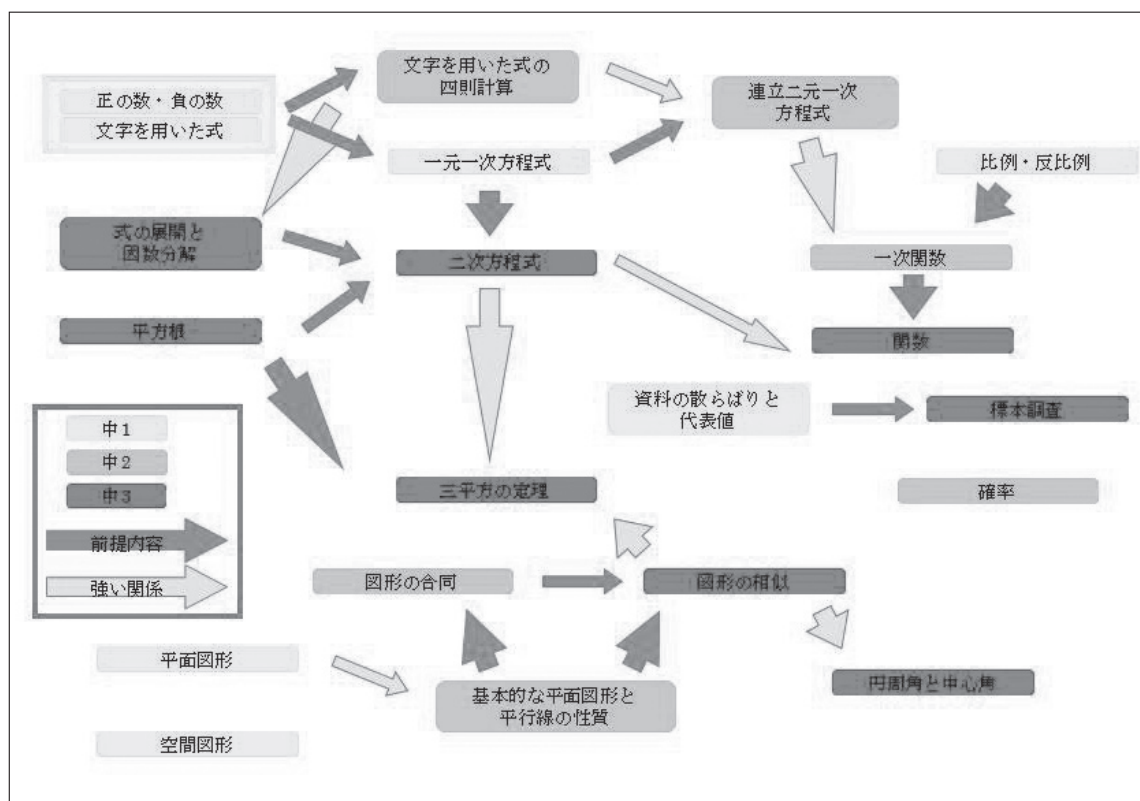 文字を用いた式の
四則計算
正の数・負の数
文字を用いた式
連立二元一次
方程式
一元一次方程式
比例・反比例
式の展開と
因数分解
二次方程式
一次関数
平方根
関数
資料の散らばりと
代表値
標本調査
中1
中2
中3
前提内容
強い関係
三平方の定理
確率
図形の合同
図形の相似
平面図形
基本的な平面図形と
平行線の性質
円周角と中心角
空間図形